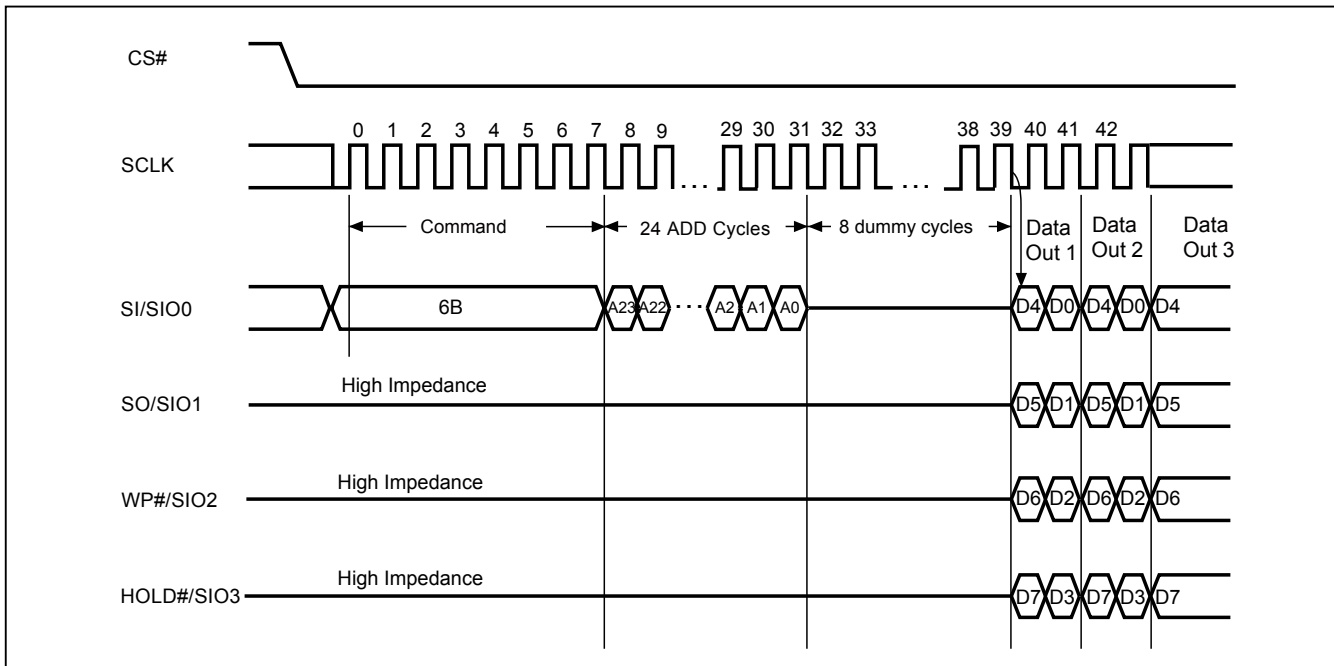 CS#
0 1 2 3 4 5 6 7 8 9 29 30 31 32 33 38 39 40 41 42
SCLK
. . . . . .
Command 24 ADD Cycles 8 dummy cycles Data Out 1 Data Out 2 Data Out 3
SI/SIO0 6B A23 A22 . . . A2 A1 A0 D4 D0 D4 D0 D4
High Impedance
SO/SIO1 D5 D1 D5 D1 D5
High Impedance
WP#/SIO2 D6 D2 D6 D2 D6
High Impedance
HOLD#/SIO3 D7 D3 D7 D3 D7